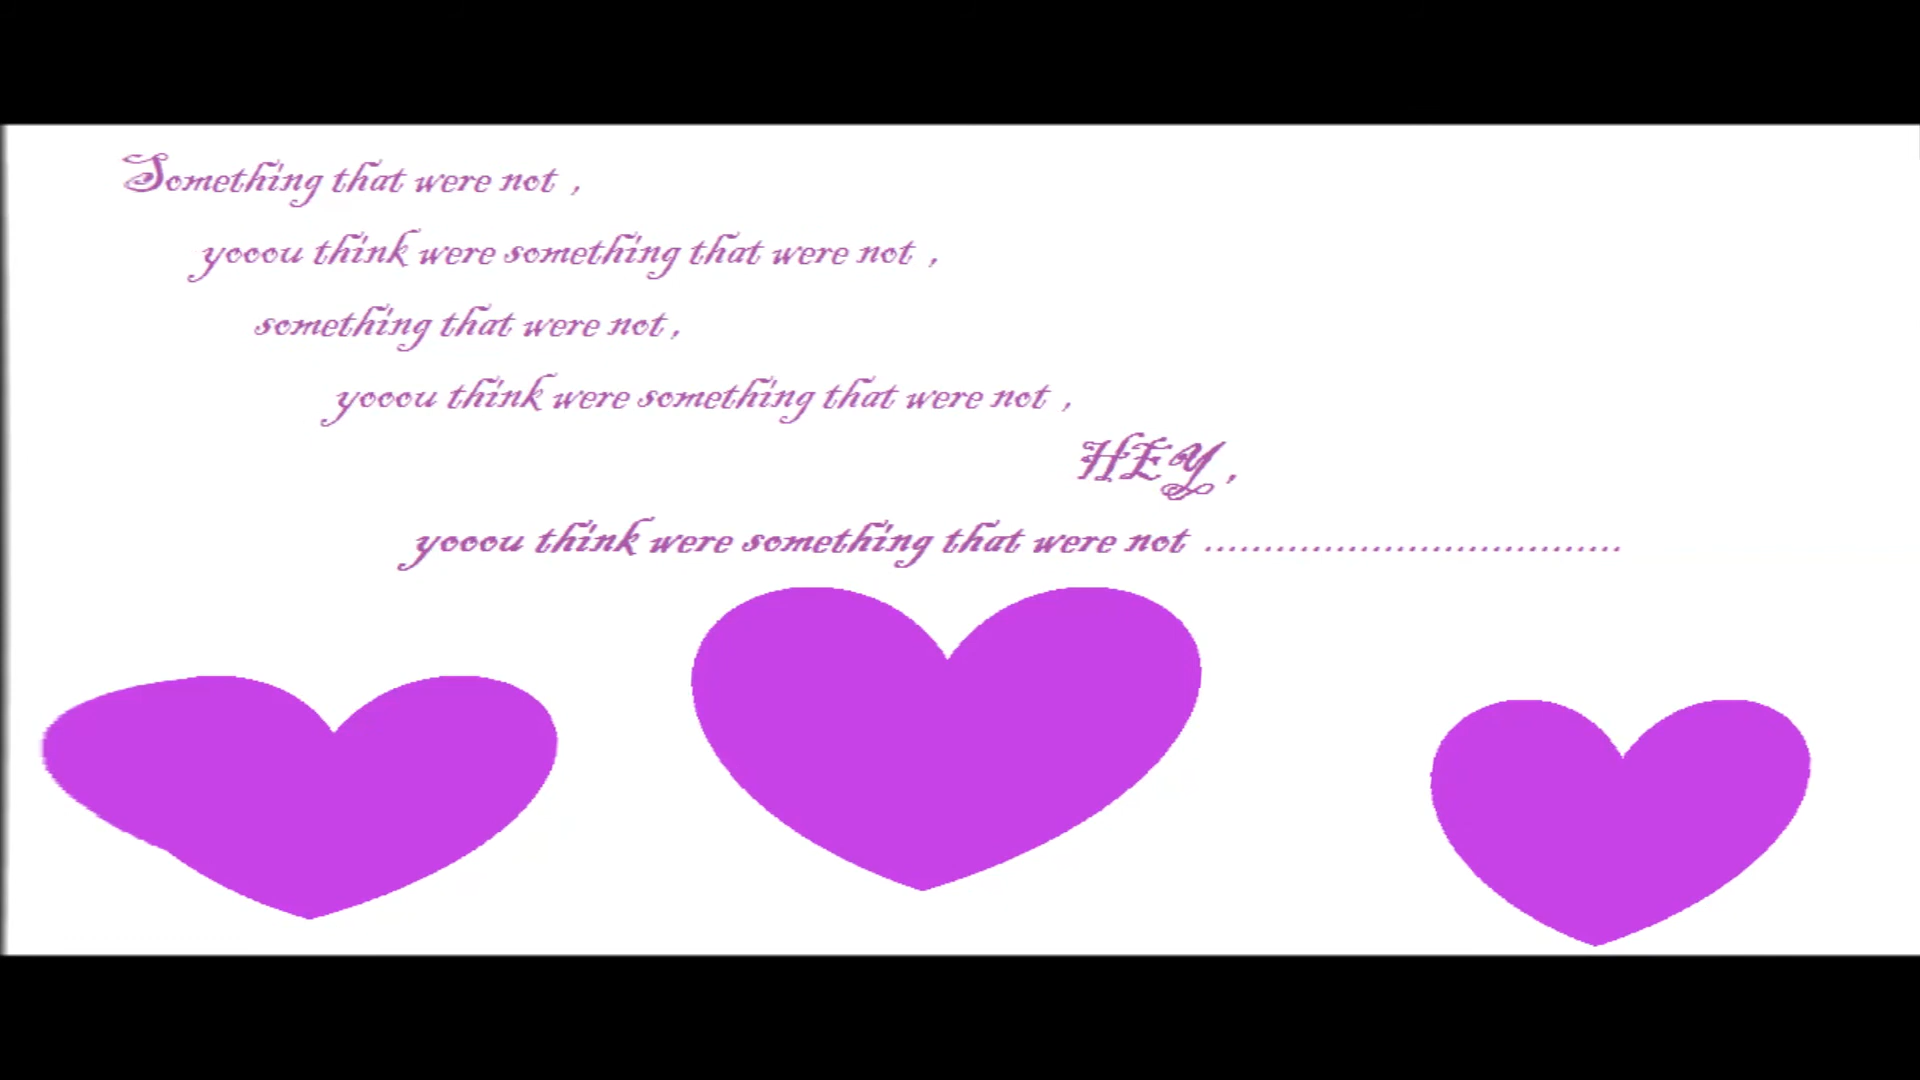 Something that were not ,
yooou think were something that were not ,
something that were not,
yooou think were something that were not ,
HEY,
yooou think were something that were not ...................................